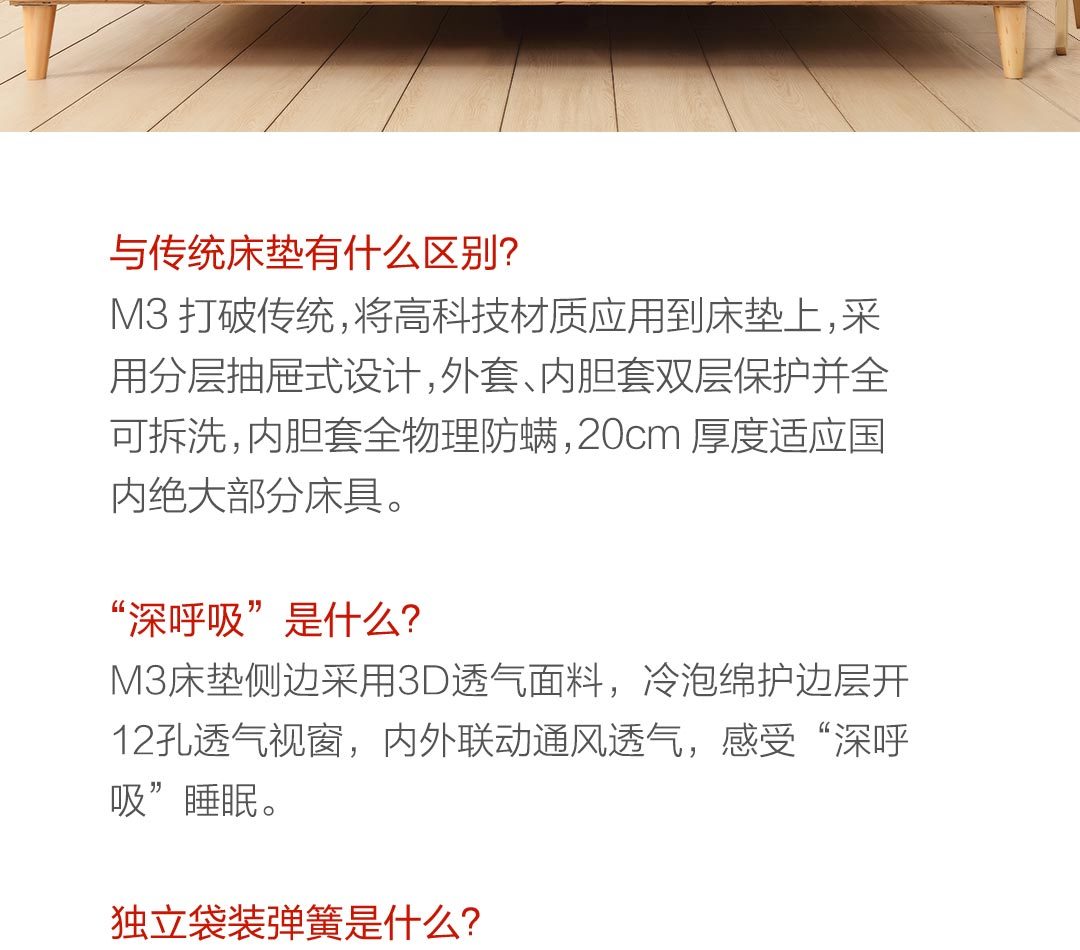 与传统床垫有什么区别?
M3 打破传统,将高科技材质应用到床垫上,采
用分层抽屉式设计,外套、内胆套双层保护并全
可拆洗,内胆套全物理防螨,20cm 厚度适应国
内绝大部分床具。
“深呼吸”是什么?
M3床垫侧边采用3D透气面料，冷泡绵护边层开
12孔透气视窗，内外联动通风透气，感受“深呼
吸”睡眠。
独立袋装弹簧是什么?